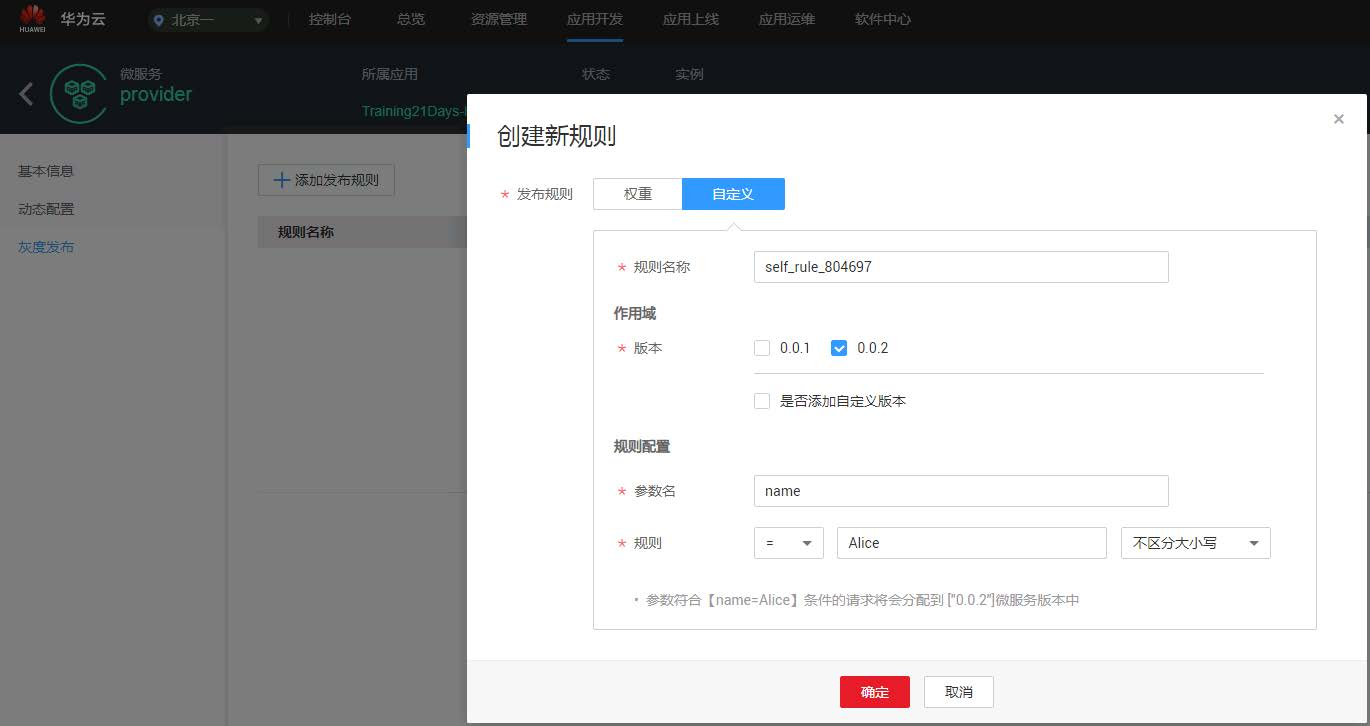 HUAWEI 华为云 北京一 控制台 总览 资源管理 应用开发 应用上线 应用运维 软件中心
微服务 所属应用 状态 实例
provider
Training21Days-
基本信息
动态配置
灰度发布
添加发布规则
规则名称
创建新规则
* 发布规则 权重 自定义
* 规则名称 self_rule_804697
作用域
* 版本 0.0.1 0.0.2
是否添加自定义版本
规则配置
* 参数名 name
* 规则 = Alice 不区分大小写
· 参数符合【name=Alice】条件的请求将会分配到 ["0.0.2"]微服务版本中
确定 取消